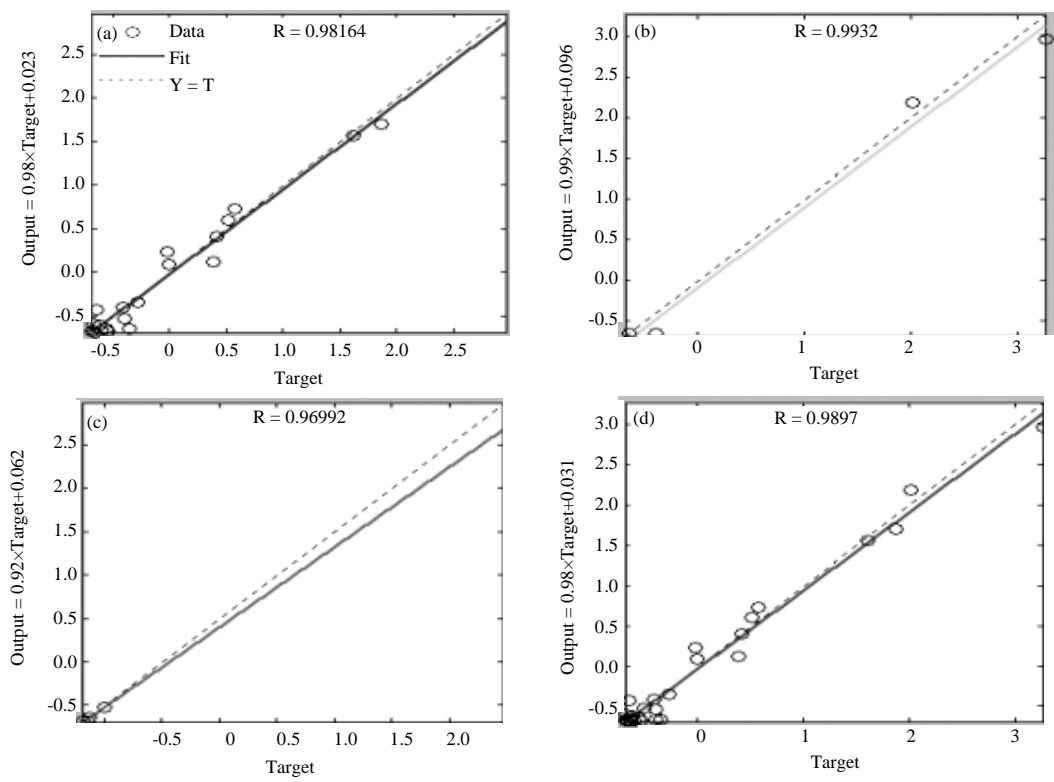 (a)
Data
R = 0.98164
Fit
Y = T
Output = 0.98×Target+0.023
2.5
2.0
1.5
1.0
0.5
0.0
-0.5
-0.5
0
0.5
1.0
1.5
2.0
2.5
Target
(b)
R = 0.9932
Output = 0.99×Target+0.096
3.0
2.5
2.0
1.5
1.0
0.5
0.0
-0.5
0
1
2
3
Target
(c)
R = 0.96992
Output = 0.92×Target+0.062
2.5
2.0
1.5
1.0
0.5
0.0
-0.5
-0.5
0
0.5
1.0
1.5
2.0
Target
(d)
R = 0.9897
Output = 0.98×Target+0.031
3.0
2.5
2.0
1.5
1.0
0.5
0.0
-0.5
0
1
2
3
Target